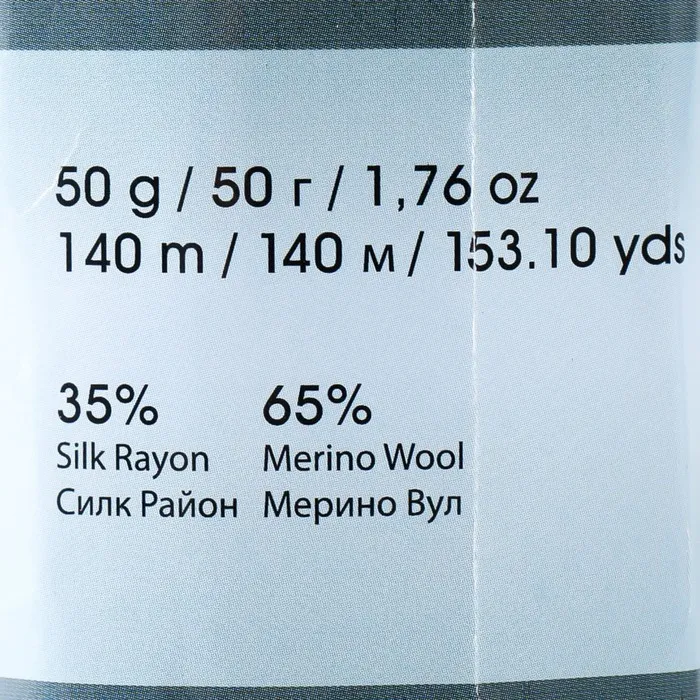 50 g / 50 г / 1,76 oz
140 m / 140 м / 153.10 yds
35% 65%
Silk Rayon Merino Wool
Силк Район Мерино Вул